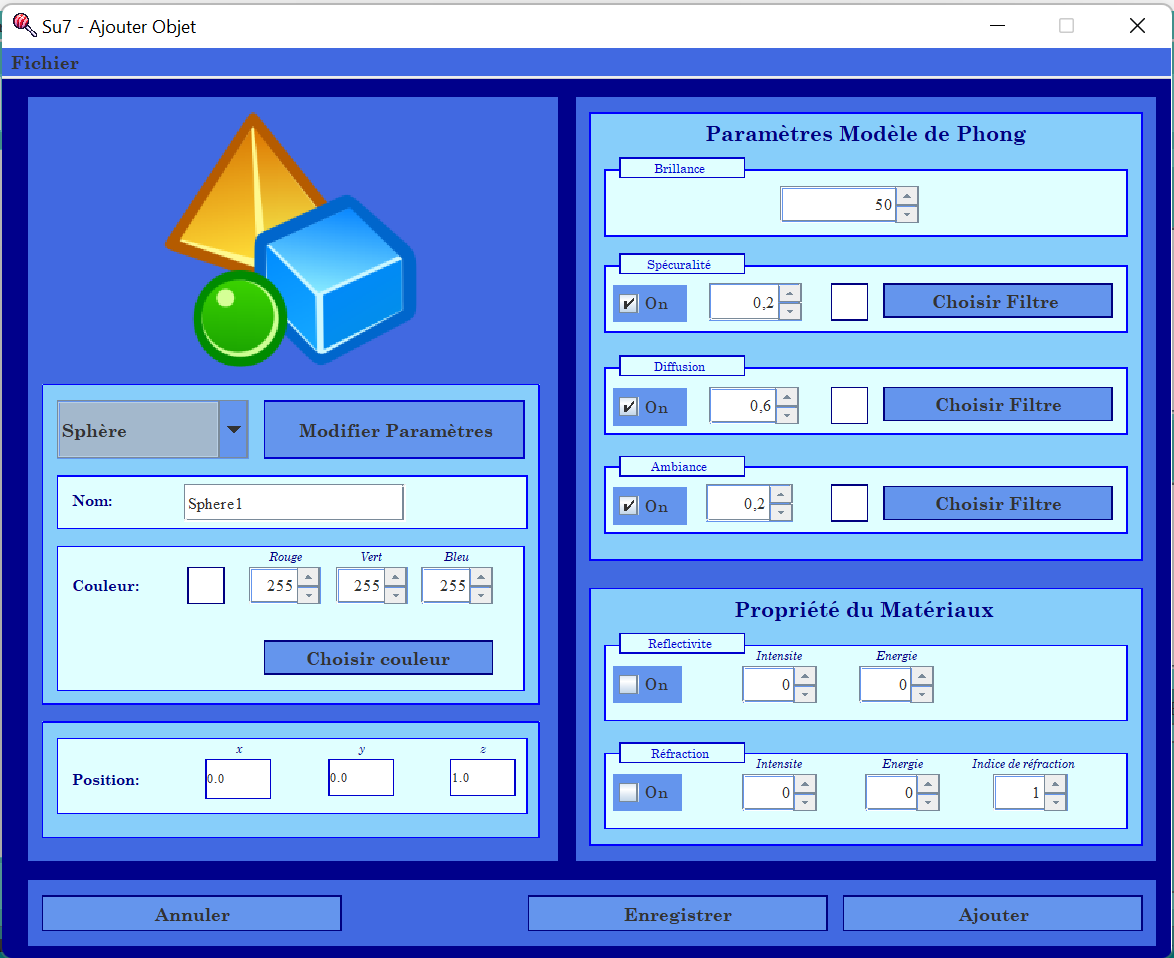 Su7 - Ajouter Objet
Fichier
Sphère
Modifier Paramètres
Nom:
Sphere1
Rouge Vert Bleu
Couleur:
255 255 255
Choisir couleur
x y z
Position:
0.0 0.0 1.0
Paramètres Modèle de Phong
Brillance
50
Spécuralité
On 0,2 Choisir Filtre
Diffusion
On 0,6 Choisir Filtre
Ambiance
On 0,2 Choisir Filtre
Propriété du Matériaux
Reflectivite
Intensite Energie
On 0 0
Réfraction
Intensite Energie Indice de réfraction
On 0 0 1
Annuler Enregistrer Ajouter